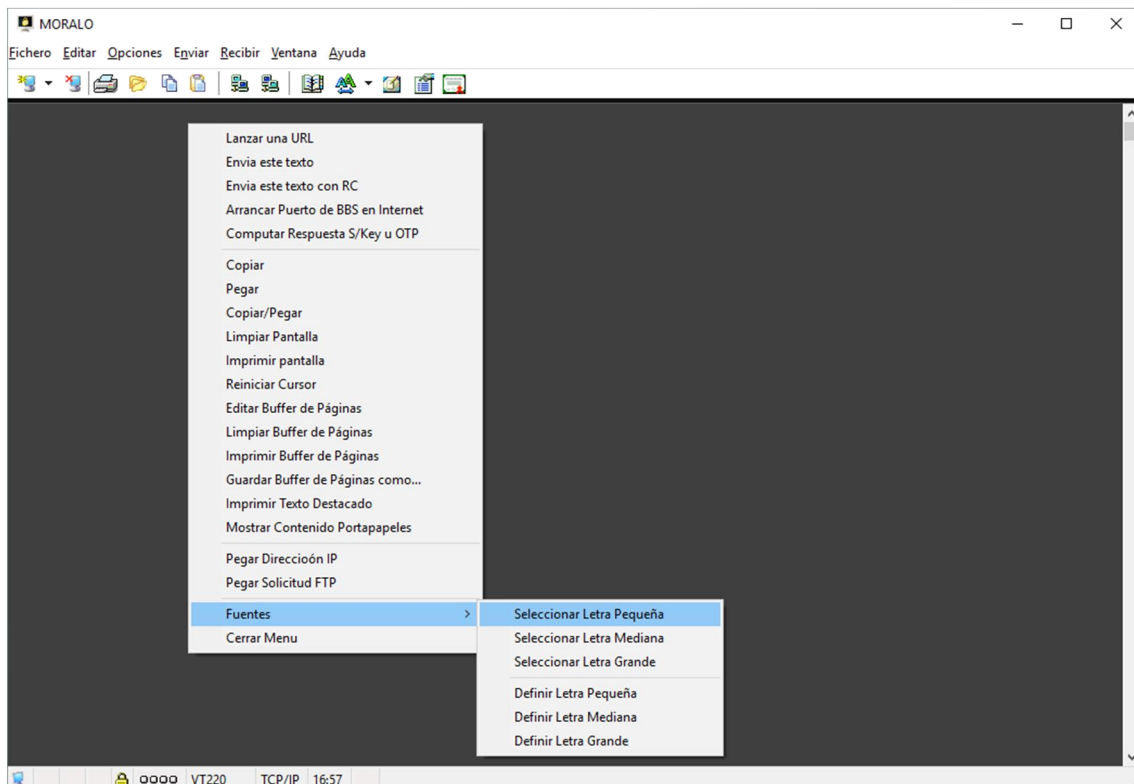 MORALO
Fichero Editar Opciones Enviar Recibir Ventana Ayuda
Lanzar una URL
Envia este texto
Envia este texto con RC
Arrancar Puerto de BBS en Internet
Computar Respuesta S/Key u OTP
Copiar
Pegar
Copiar/Pegar
Limpiar Pantalla
Imprimir pantalla
Reiniciar Cursor
Editar Buffer de Páginas
Limpiar Buffer de Páginas
Imprimir Buffer de Páginas
Guardar Buffer de Páginas como...
Imprimir Texto Destacado
Mostrar Contenido Portapapeles
Pegar Direccioón IP
Pegar Solicitud FTP
Fuentes
Cerrar Menu
Seleccionar Letra Pequeña
Seleccionar Letra Mediana
Seleccionar Letra Grande
Definir Letra Pequeña
Definir Letra Mediana
Definir Letra Grande
VT220 TCP/IP 16:57